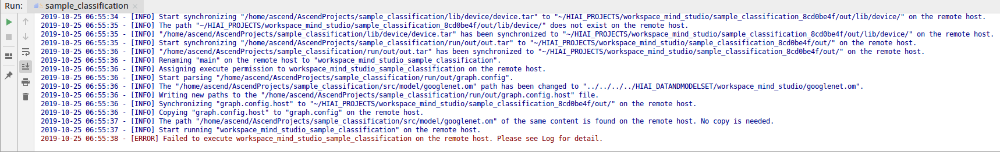 Run: sample_classification
2019-10-25 06:55:34 - [INFO] Start synchronizing "/home/ascend/AscendProjects/sample_classification/lib/device/device.tar" to "~/HIAI_PROJECTS/workspace_mind_studio/sample_classification_8cd0be4f/out/lib/device/" on the remote host.
2019-10-25 06:55:35 - [INFO] The path "~/HIAI_PROJECTS/workspace_mind_studio/sample_classification_8cd0be4f/out/lib/device/" does not exist on the remote host.
2019-10-25 06:55:35 - [INFO] "/home/ascend/AscendProjects/sample_classification/lib/device/device.tar" has been synchronized to "~/HIAI_PROJECTS/workspace_mind_studio/sample_classification_8cd0be4f/out/lib/device/" on the remote host.
2019-10-25 06:55:35 - [INFO] Start synchronizing "/home/ascend/AscendProjects/sample_classification/run/out/out.tar" to "~/HIAI_PROJECTS/workspace_mind_studio/sample_classification_8cd0be4f/out/" on the remote host.
2019-10-25 06:55:36 - [INFO] "/home/ascend/AscendProjects/sample_classification/run/out/out.tar" has been synchronized to "~/HIAI_PROJECTS/workspace_mind_studio/sample_classification_8cd0be4f/out/" on the remote host.
2019-10-25 06:55:36 - [INFO] Renaming "main" on the remote host to "workspace_mind_studio_sample_classification".
2019-10-25 06:55:36 - [INFO] Assigning execute permission to workspace_mind_studio_sample_classification on the remote host.
2019-10-25 06:55:36 - [INFO] Start parsing "/home/ascend/AscendProjects/sample_classification/run/out/graph.config".
2019-10-25 06:55:36 - [INFO] The "/home/ascend/AscendProjects/sample_classification/src/model/googlenet.om" path has been changed to "../../../../HIAI_DATANDMODELSET/workspace_mind_studio/googlenet.om".
2019-10-25 06:55:36 - [INFO] Writing new paths to the "/home/ascend/AscendProjects/sample_classification/run/out/graph.config.host" file.
2019-10-25 06:55:36 - [INFO] Synchronizing "graph.config.host" to "~/HIAI_PROJECTS/workspace_mind_studio/sample_classification_8cd0be4f/out/" on the remote host.
2019-10-25 06:55:36 - [INFO] Copying "graph.config.host" to "graph.config" on the remote host.
2019-10-25 06:55:37 - [INFO] The path "/home/ascend/AscendProjects/sample_classification/src/model/googlenet.om" of the same content is found on the remote host. No copy is needed.
2019-10-25 06:55:37 - [INFO] Start running "workspace_mind_studio_sample_classification" on the remote host.
2019-10-25 06:55:38 - [ERROR] Failed to execute workspace_mind_studio_sample_classification on the remote host. Please see Log for detail.